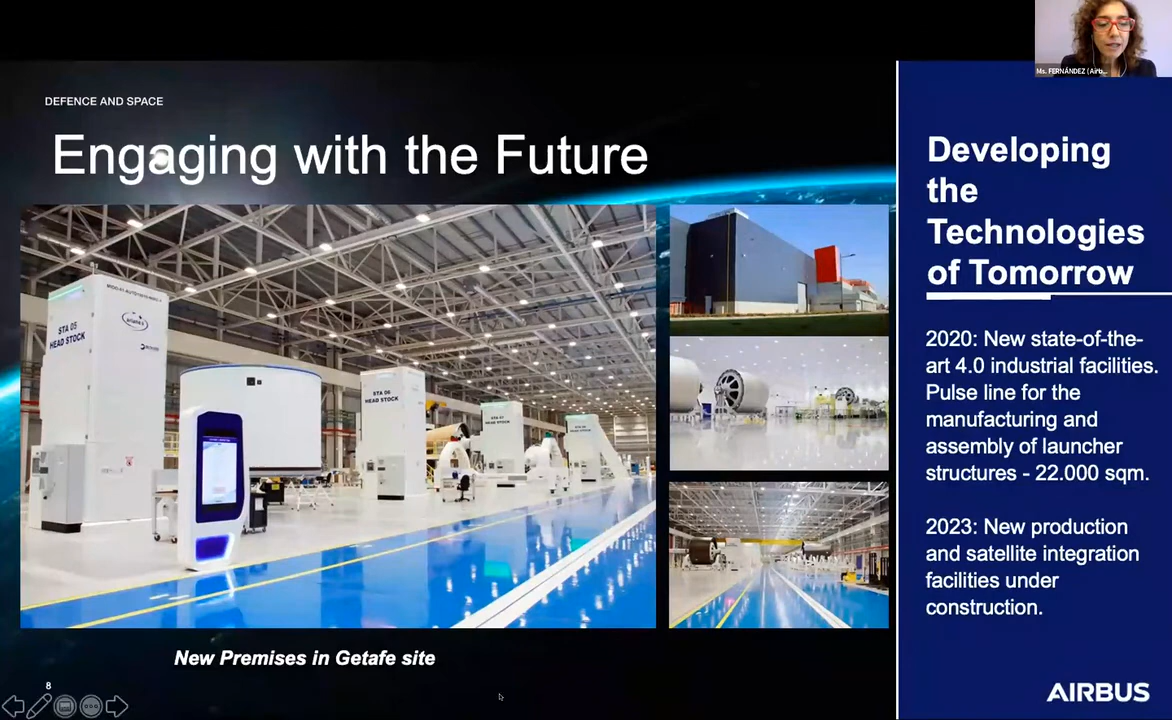 Ms. FERNÁNDEZ (Airb...
DEFENCE AND SPACE
Engaging with the Future
STA 05
HEAD STOCK
STA 06
HEAD STOCK
HEAD STOCK
New Premises in Getafe site
8
Developing
the
Technologies
of Tomorrow
2020: New state-of-the-
art 4.0 industrial facilities.
Pulse line for the
manufacturing and
assembly of launcher
structures - 22.000 sqm.
2023: New production
and satellite integration
facilities under
construction.
AIRBUS